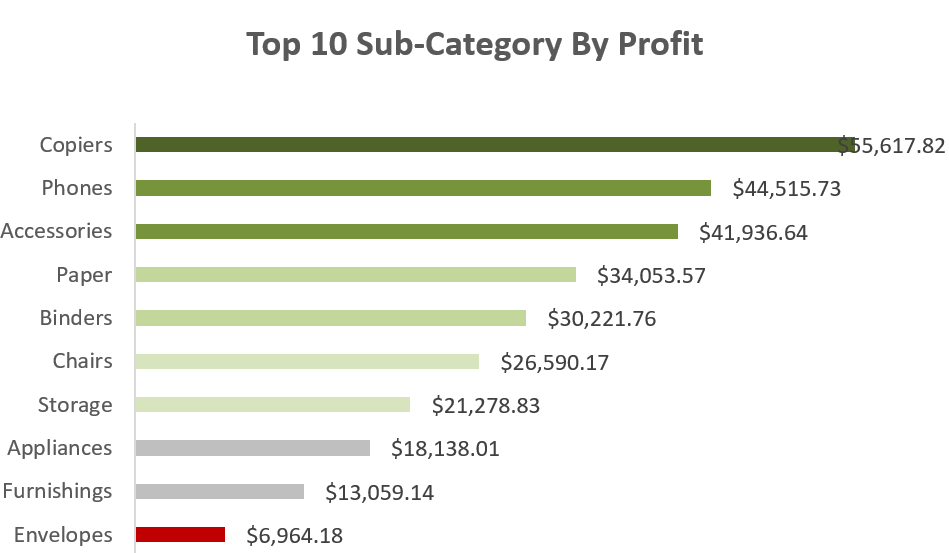 Top 10 Sub-Category By Profit
Copiers $55,617.82
Phones $44,515.73
Accessories $41,936.64
Paper $34,053.57
Binders $30,221.76
Chairs $26,590.17
Storage $21,278.83
Appliances $18,138.01
Furnishings $13,059.14
Envelopes $6,964.18